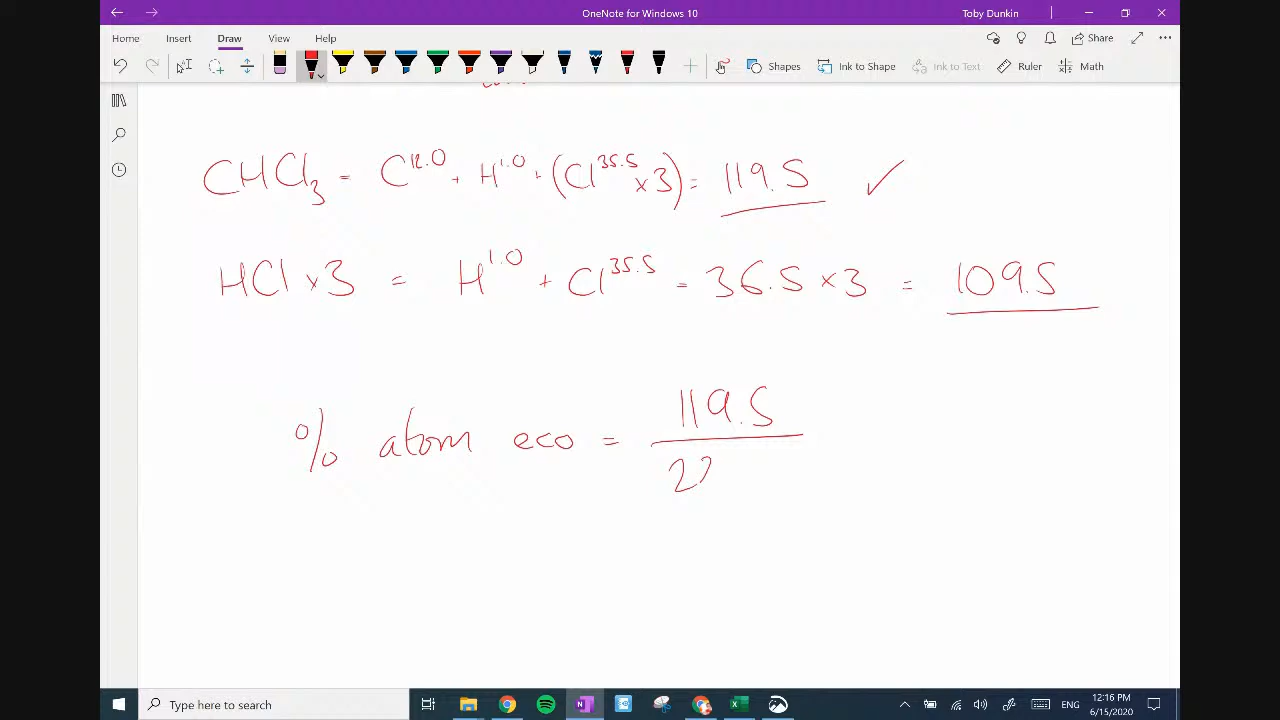 OneNote for Windows 10
Toby Dunkin
Home Insert Draw View Help
Share
Shapes Ink to Shape Ink to Text Ruler Math
CHCl3 = C12.0 + H1.0 + (Cl35.5 x3) = 119.5 ✓
HCl x3 = H1.0 + Cl35.5 = 36.5 x3 = 109.5
% atom eco = 119.5
22
Type here to search
ENG
12:16 PM
6/15/2020